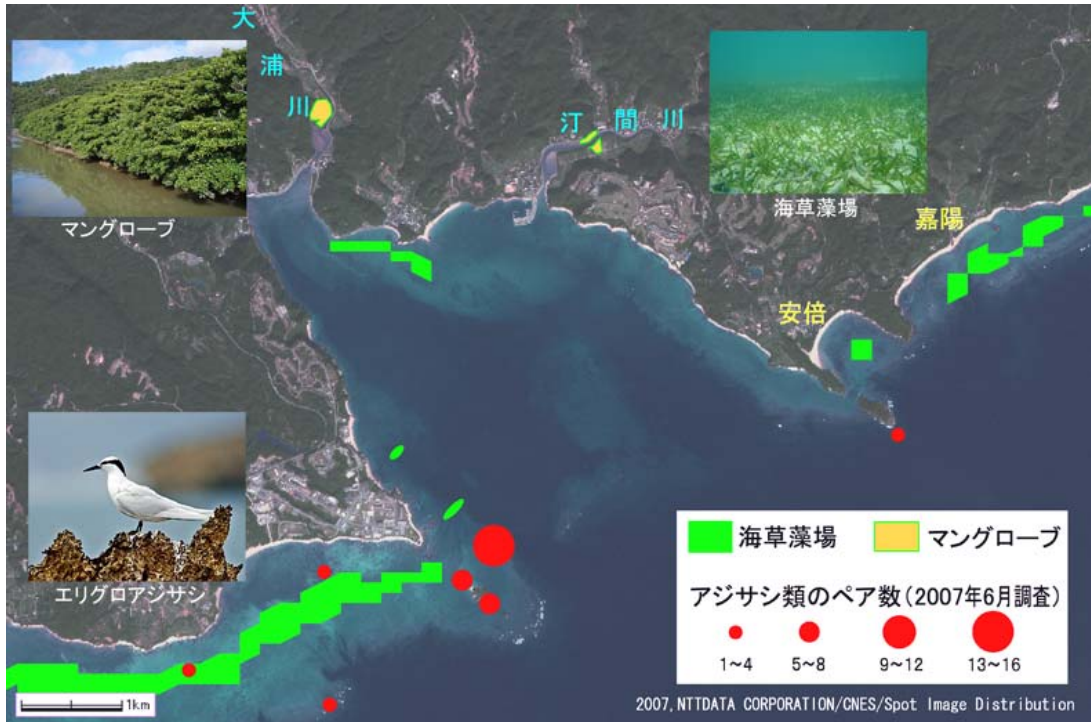 大
浦
川
汀間川
マングローブ
海草藻場
嘉陽
安倍
エリグロアジサシ
海草藻場 マングローブ
アジサシ類のペア数(2007年6月調査)
1~4 5~8 9~12 13~16
1km
2007,NTTDATA CORPORATION/CNES/Spot Image Distribution